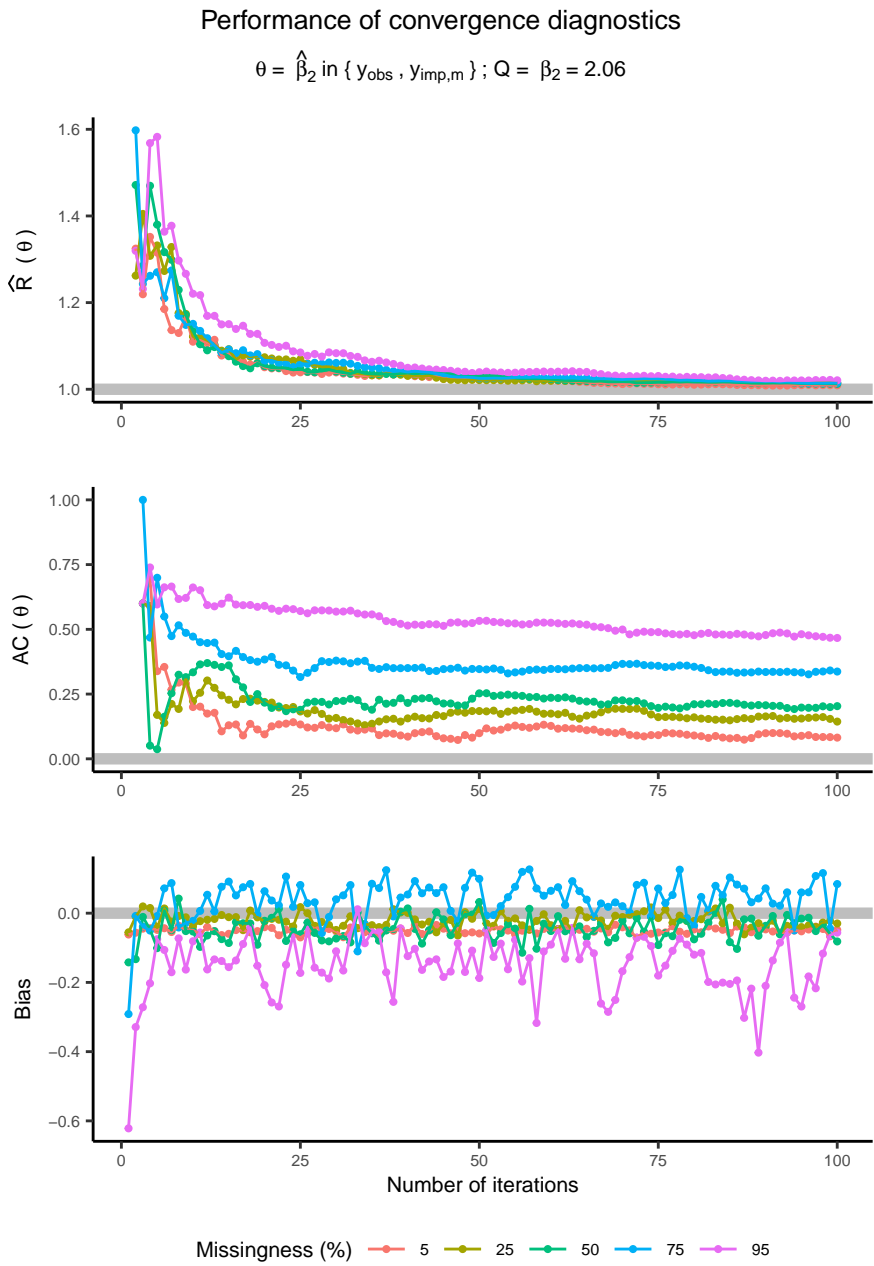 Performance of convergence diagnostics
θ = β̂₂ in { y_obs , y_imp,m } ; Q = β₂ = 2.06
R̂ ( θ )
1.6
1.4
1.2
1.0
0 25 50 75 100
AC ( θ )
1.00
0.75
0.50
0.25
0.00
0 25 50 75 100
Bias
0.0
−0.2
−0.4
−0.6
0 25 50 75 100
Number of iterations
Missingness (%) 5 25 50 75 95